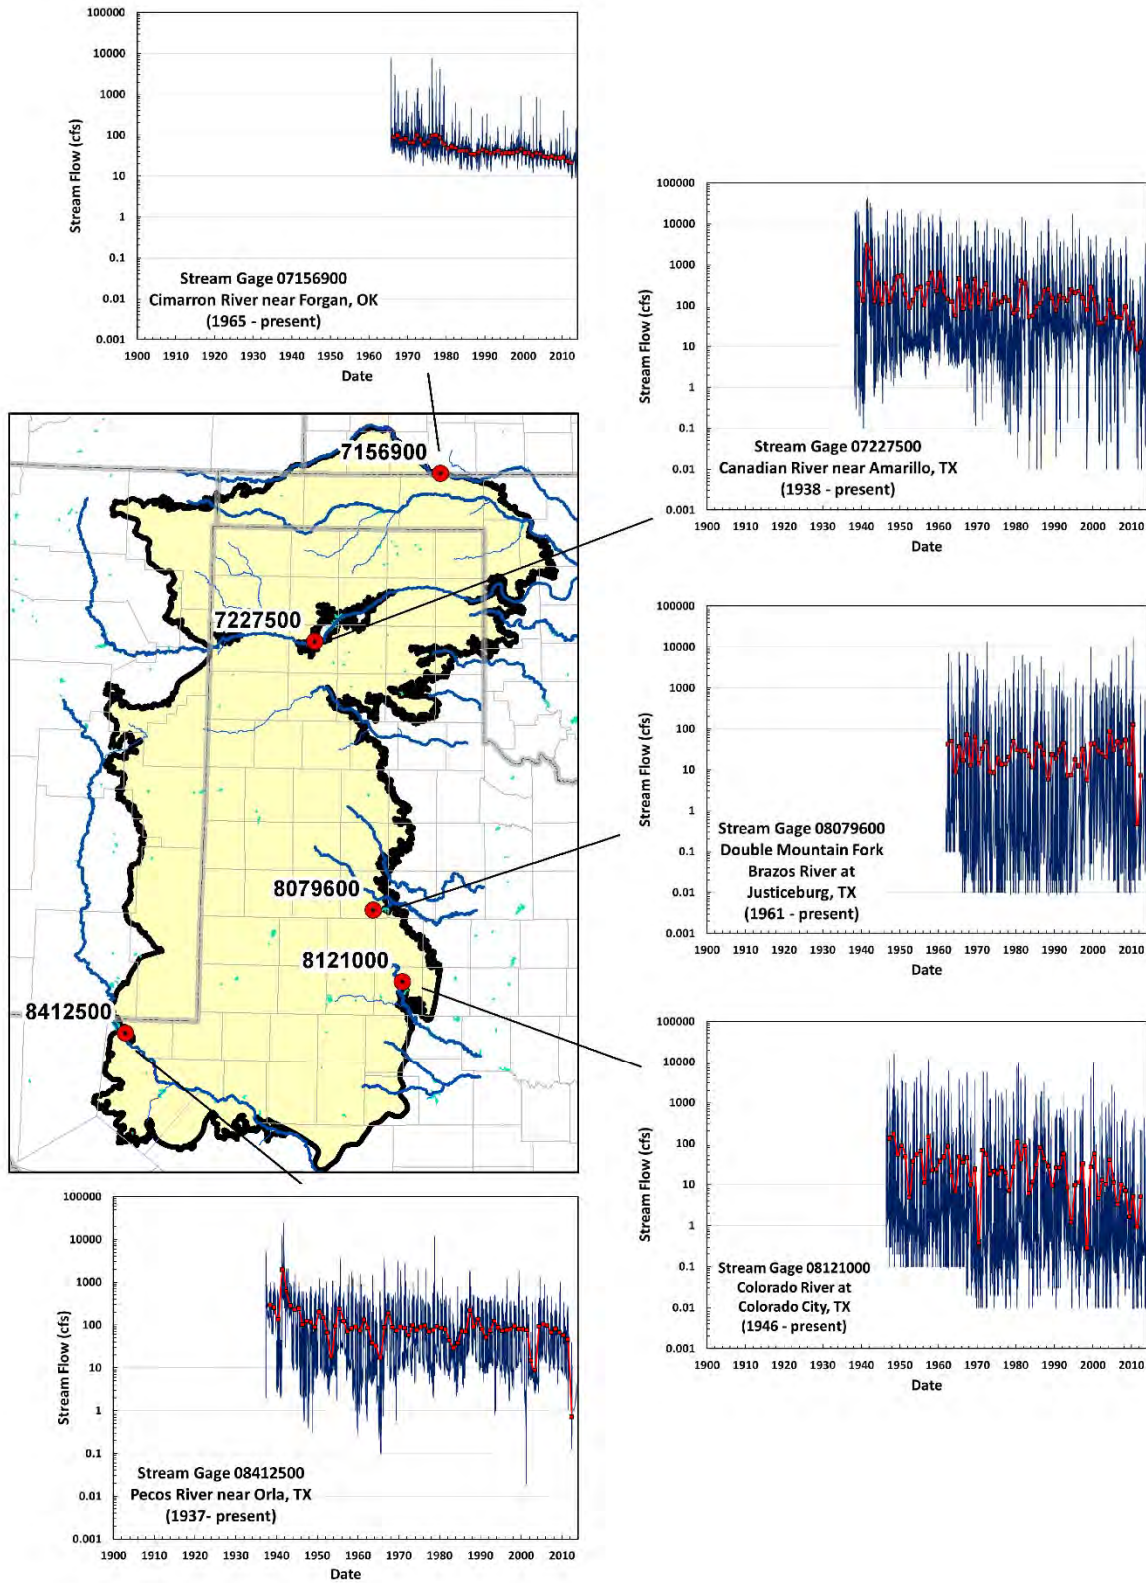 100000
10000
1000
100
10
1
0.1
0.01
0.001
Stream Flow (cfs)
Stream Gage 07156900
Cimarron River near Forgan, OK
(1965 - present)
1900 1910 1920 1930 1940 1950 1960 1970 1980 1990 2000 2010
Date
100000
10000
1000
100
10
1
0.1
0.01
0.001
Stream Flow (cfs)
Stream Gage 07227500
Canadian River near Amarillo, TX
(1938 - present)
1900 1910 1920 1930 1940 1950 1960 1970 1980 1990 2000 2010
Date
7156900
7227500
8079600
8121000
8412500
100000
10000
1000
100
10
1
0.1
0.01
0.001
Stream Flow (cfs)
Stream Gage 08079600
Double Mountain Fork
Brazos River at
Justiceburg, TX
(1961 - present)
1900 1910 1920 1930 1940 1950 1960 1970 1980 1990 2000 2010
Date
100000
10000
1000
100
10
1
0.1
0.01
0.001
Stream Flow (cfs)
Stream Gage 08121000
Colorado River at
Colorado City, TX
(1946 - present)
1900 1910 1920 1930 1940 1950 1960 1970 1980 1990 2000 2010
Date
100000
10000
1000
100
10
1
0.1
0.01
0.001
Stream Flow (cfs)
Stream Gage 08412500
Pecos River near Orla, TX
(1937- present)
1900 1910 1920 1930 1940 1950 1960 1970 1980 1990 2000 2010
Date